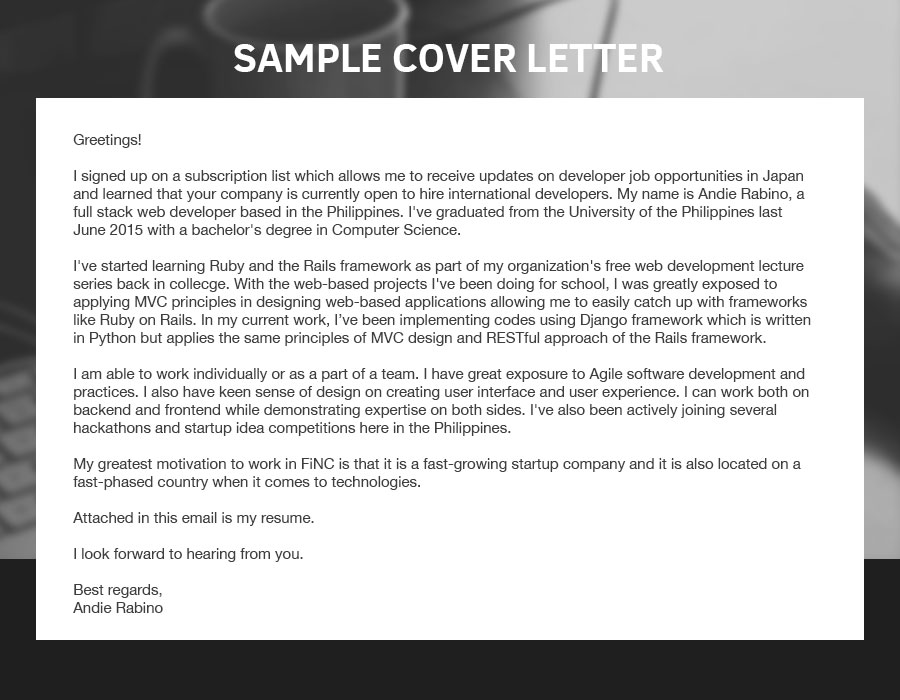 SAMPLE COVER LETTER
Greetings!
I signed up on a subscription list which allows me to receive updates on developer job opportunities in Japan
and learned that your company is currently open to hire international developers. My name is Andie Rabino, a
full stack web developer based in the Philippines. I've graduated from the University of the Philippines last
June 2015 with a bachelor's degree in Computer Science.
I've started learning Ruby and the Rails framework as part of my organization's free web development lecture
series back in collecge. With the web-based projects I've been doing for school, I was greatly exposed to
applying MVC principles in designing web-based applications allowing me to easily catch up with frameworks
like Ruby on Rails. In my current work, I’ve been implementing codes using Django framework which is written
in Python but applies the same principles of MVC design and RESTful approach of the Rails framework.
I am able to work individually or as a part of a team. I have great exposure to Agile software development and
practices. I also have keen sense of design on creating user interface and user experience. I can work both on
backend and frontend while demonstrating expertise on both sides. I've also been actively joining several
hackathons and startup idea competitions here in the Philippines.
My greatest motivation to work in FiNC is that it is a fast-growing startup company and it is also located on a
fast-phased country when it comes to technologies.
Attached in this email is my resume.
I look forward to hearing from you.
Best regards,
Andie Rabino